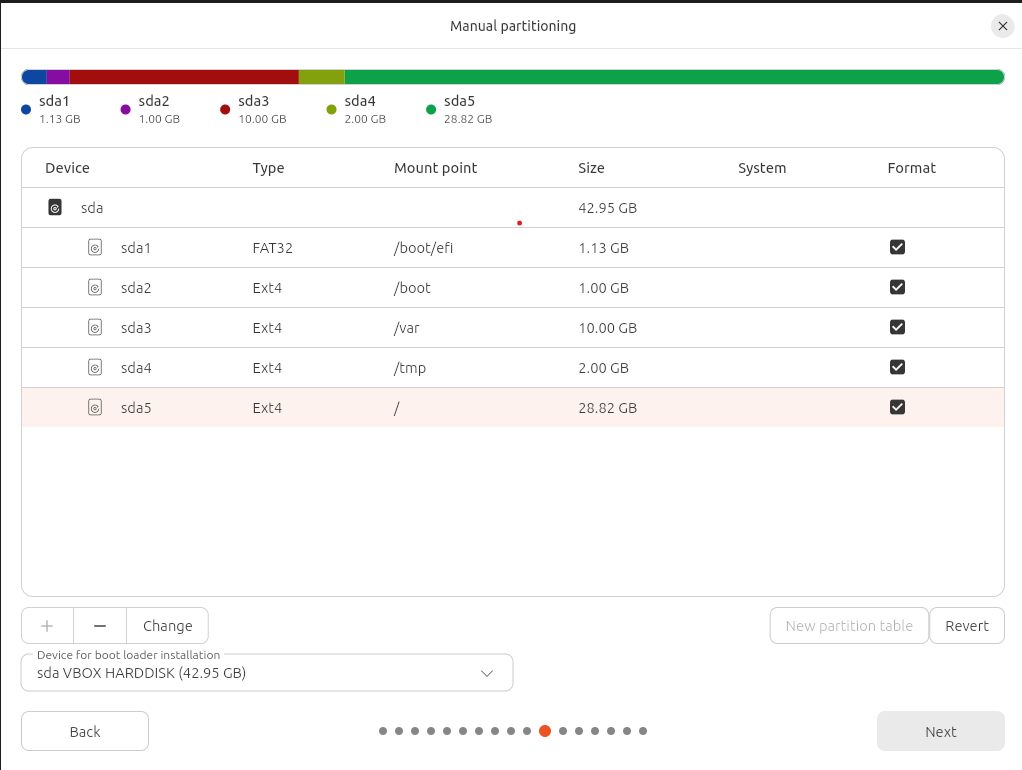 Manual partitioning
sda1 sda2 sda3 sda4 sda5
1.13 GB 1.00 GB 10.00 GB 2.00 GB 28.82 GB
Device Type Mount point Size System Format
sda 42.95 GB
sda1 FAT32 /boot/efi 1.13 GB
sda2 Ext4 /boot 1.00 GB
sda3 Ext4 /var 10.00 GB
sda4 Ext4 /tmp 2.00 GB
sda5 Ext4 / 28.82 GB
Change New partition table Revert
Device for boot loader installation
sda VBOX HARDDISK (42.95 GB)
Back Next